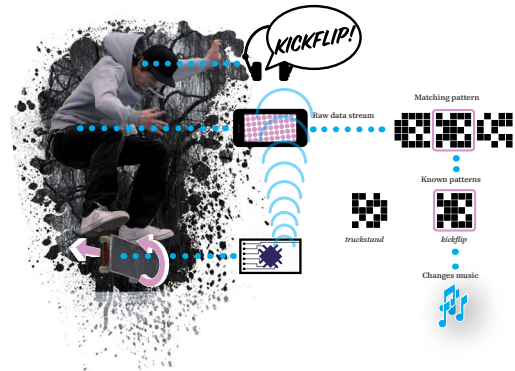 KICKFLIP!
Raw data stream
Matching pattern
Known patterns
truckstand
kickflip
Changes music